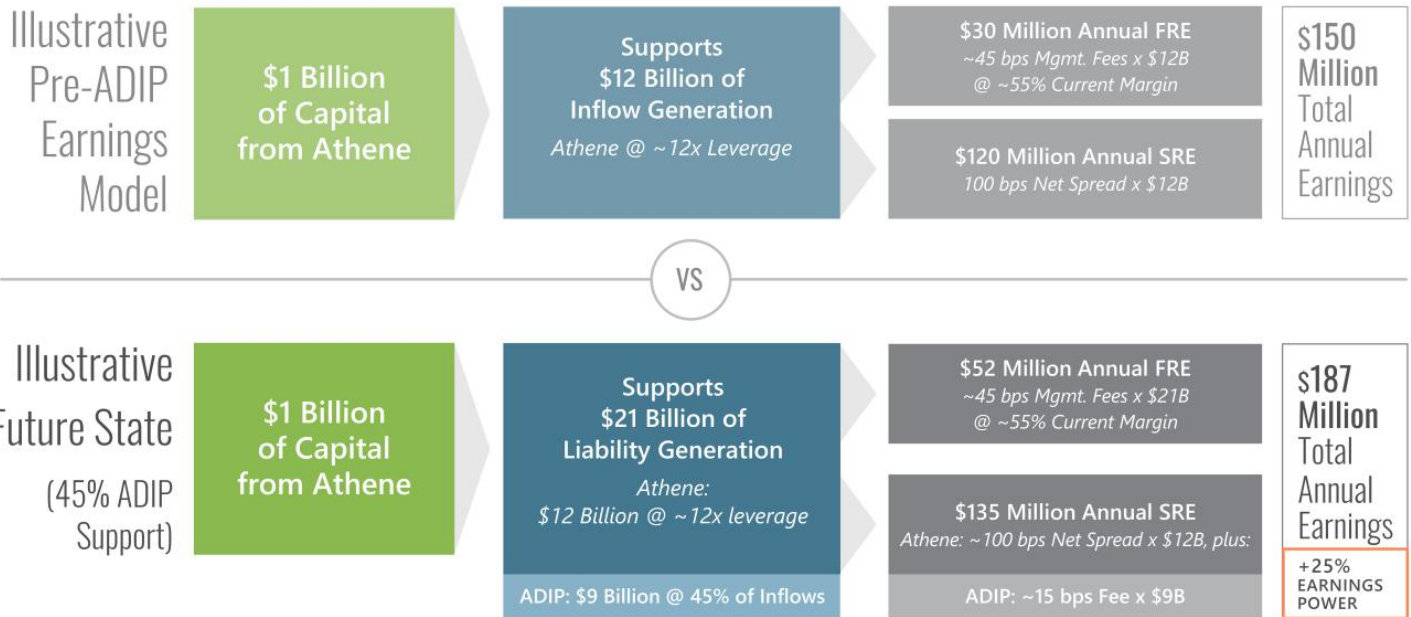 Illustrative
Pre-ADIP
Earnings
Model
$1 Billion
of Capital
from Athene
Supports
$12 Billion of
Inflow Generation
Athene @ ~12x Leverage
$30 Million Annual FRE
~45 bps Mgmt. Fees x $12B
@ ~55% Current Margin
$120 Million Annual SRE
100 bps Net Spread x $12B
$150
Million
Total
Annual
Earnings
VS
Illustrative
Future State
(45% ADIP
Support)
$1 Billion
of Capital
from Athene
Supports
$21 Billion of
Liability Generation
Athene:
$12 Billion @ ~12x leverage
ADIP: $9 Billion @ 45% of Inflows
$52 Million Annual FRE
~45 bps Mgmt. Fees x $21B
@ ~55% Current Margin
$135 Million Annual SRE
Athene: ~100 bps Net Spread x $12B, plus:
ADIP: ~15 bps Fee x $9B
$187
Million
Total
Annual
Earnings
+25%
EARNINGS
POWER